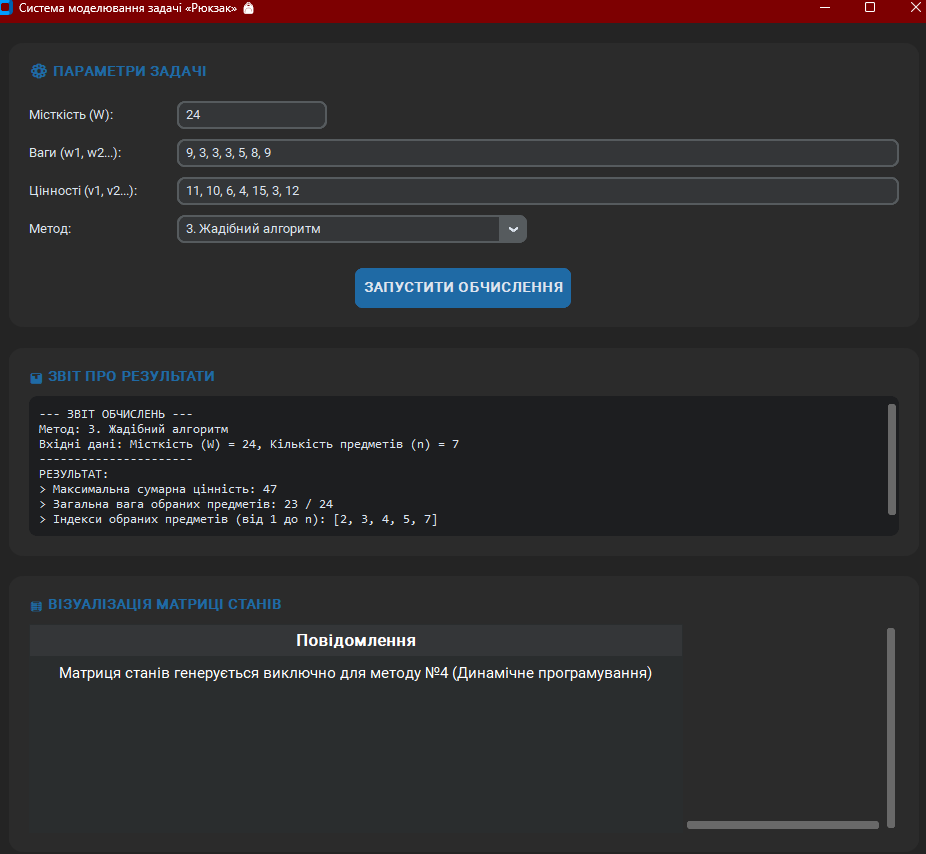 Система моделювання задачі «Рюкзак»
ПАРАМЕТРИ ЗАДАЧІ
Місткість (W): 24
Ваги (w1, w2...): 9, 3, 3, 3, 5, 8, 9
Цінності (v1, v2...): 11, 10, 6, 4, 15, 3, 12
Метод: 3. Жадібний алгоритм
ЗАПУСТИТИ ОБЧИСЛЕННЯ
ЗВІТ ПРО РЕЗУЛЬТАТИ
--- ЗВІТ ОБЧИСЛЕНЬ ---
Метод: 3. Жадібний алгоритм
Вхідні дані: Місткість (W) = 24, Кількість предметів (n) = 7
----------------------
РЕЗУЛЬТАТ:
> Максимальна сумарна цінність: 47
> Загальна вага обраних предметів: 23 / 24
> Індекси обраних предметів (від 1 до n): [2, 3, 4, 5, 7]
ВІЗУАЛІЗАЦІЯ МАТРИЦІ СТАНІВ
Повідомлення
Матриця станів генерується виключно для методу №4 (Динамічне програмування)